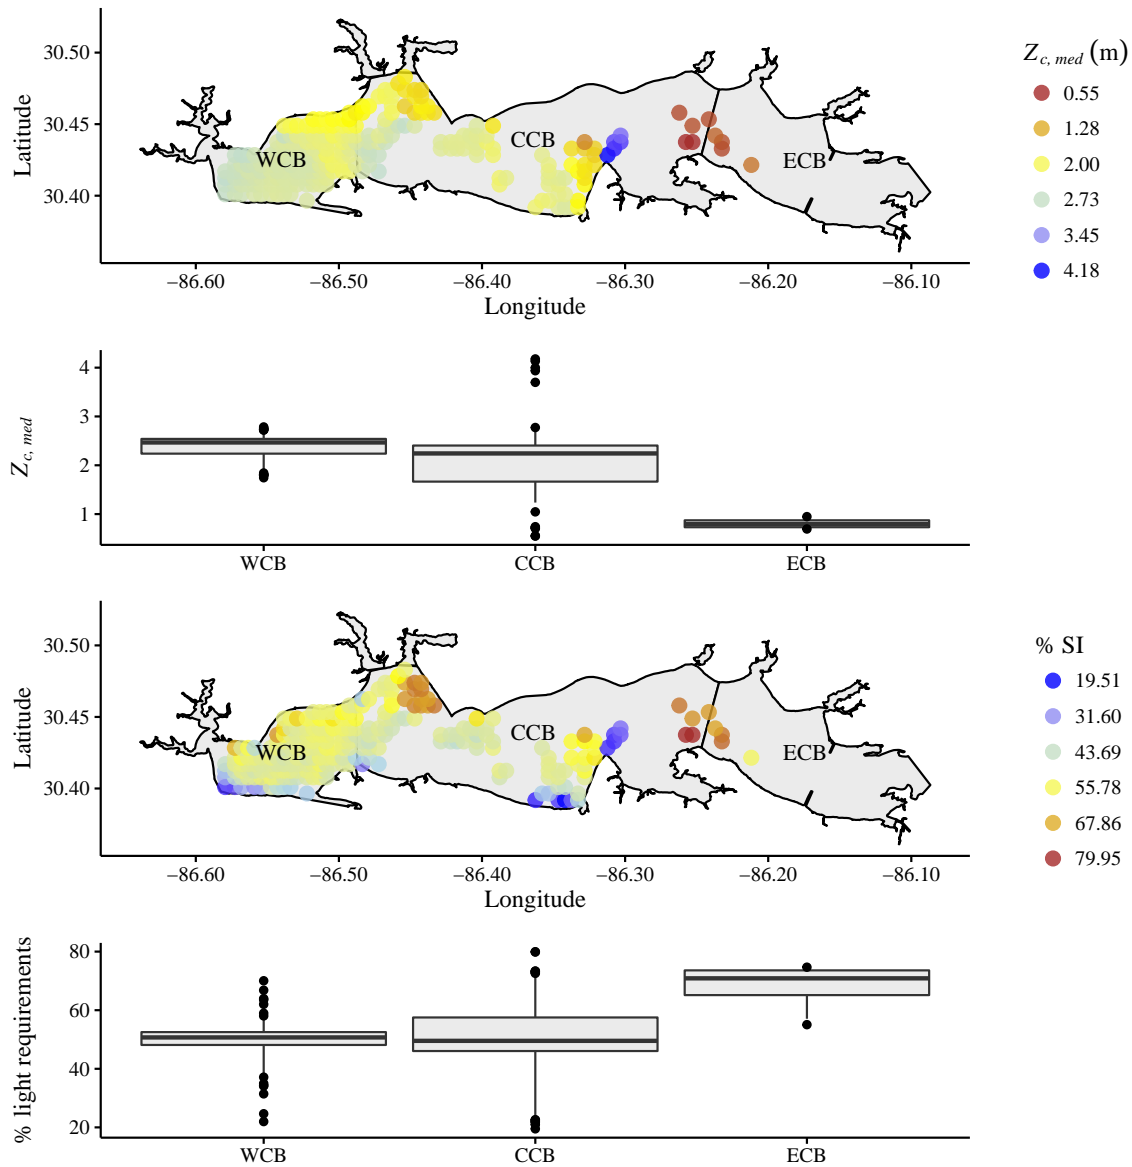 Latitude
30.50
30.45
30.40
WCB
CCB
ECB
−86.60 −86.50 −86.40 −86.30 −86.20 −86.10
Longitude
Zc, med (m)
0.55
1.28
2.00
2.73
3.45
4.18
Zc, med
4
3
2
1
WCB CCB ECB
Latitude
30.50
30.45
30.40
WCB
CCB
ECB
−86.60 −86.50 −86.40 −86.30 −86.20 −86.10
Longitude
% SI
19.51
31.60
43.69
55.78
67.86
79.95
% light requirements
80
60
40
20
WCB CCB ECB